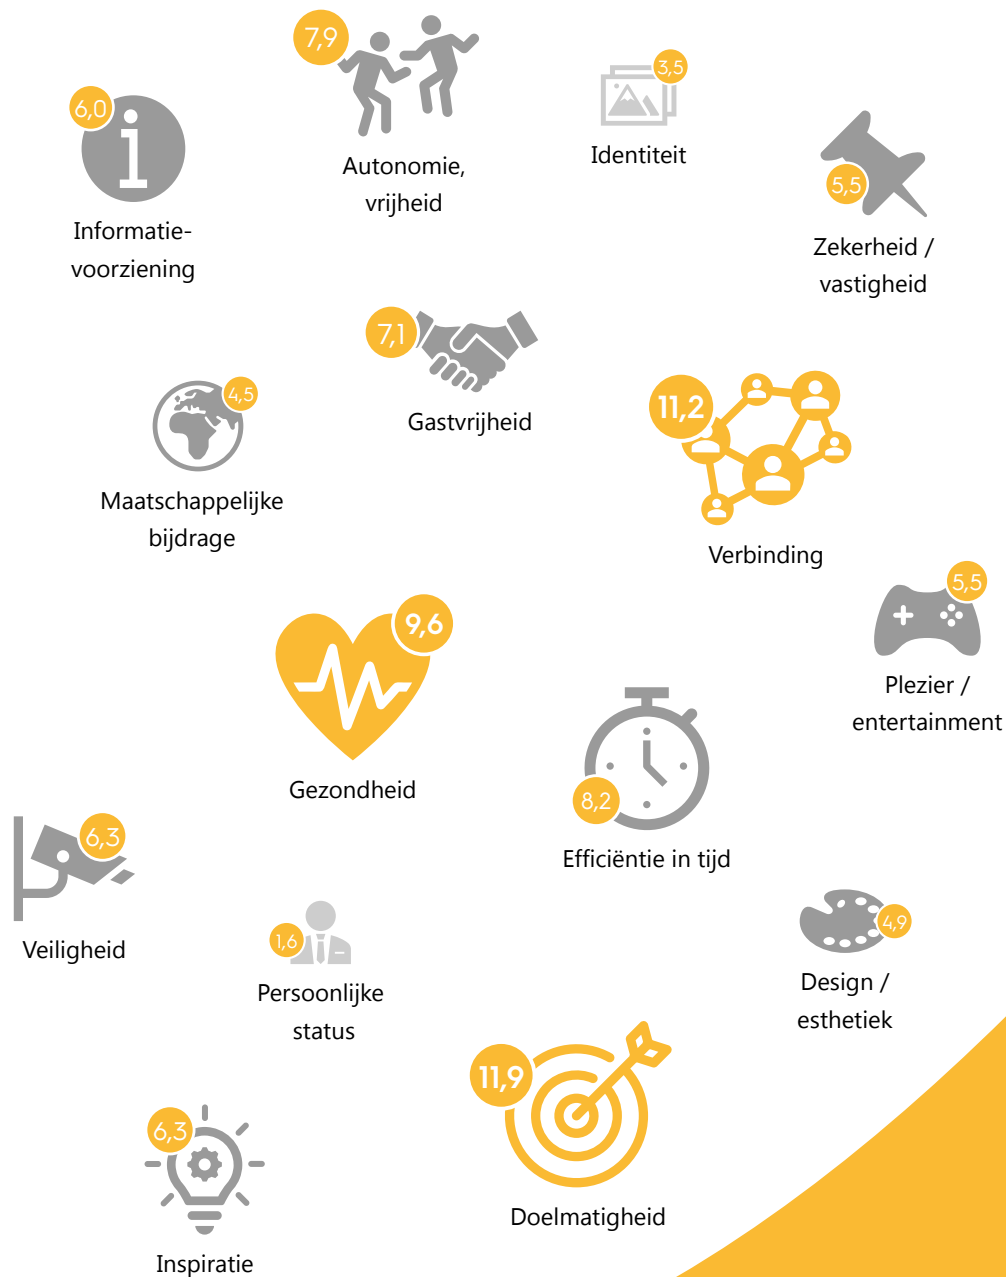 7,9
Autonomie,
vrijheid
3,5
Identiteit
6,0
Informatie-
voorziening
5,5
Zekerheid /
vastigheid
7,1
Gastvrijheid
4,5
Maatschappelijke
bijdrage
11,2
Verbinding
5,5
Plezier /
entertainment
9,6
Gezondheid
8,2
Efficiëntie in tijd
6,3
Veiligheid
1,6
Persoonlijke
status
4,9
Design /
esthetiek
11,9
Doelmatigheid
6,3
Inspiratie